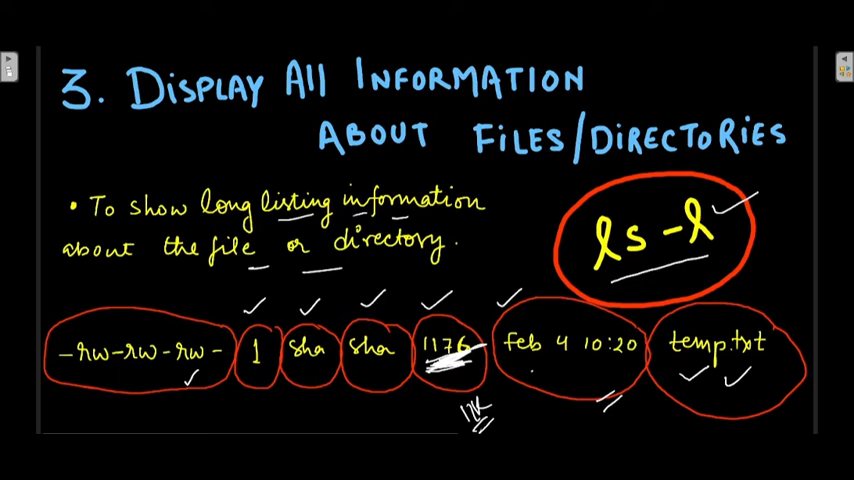 3. DISPLAY ALL INFORMATION
ABOUT FILES/DIRECTORIES
• To show long listing information
about the file or directory.
ls -l
-rw-rw-rw- 1 sha sha 1176 Feb 4 10:20 temp.txt